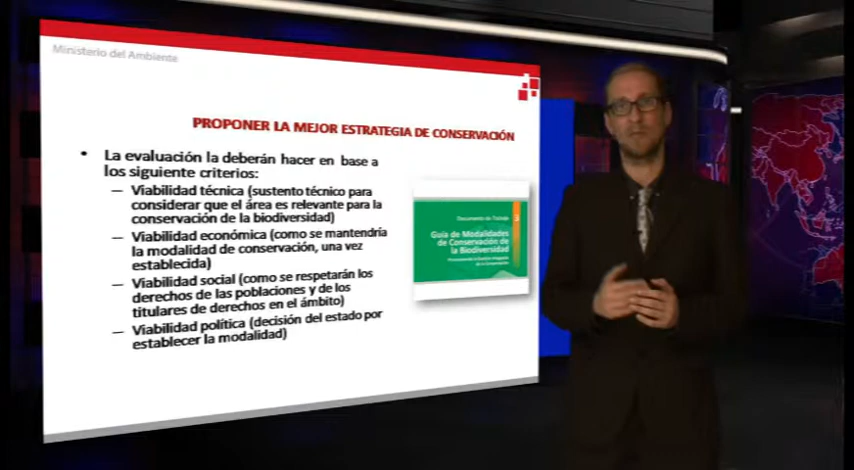 Ministerio del Ambiente
PROPONER LA MEJOR ESTRATEGIA DE CONSERVACIÓN
• La evaluación la deberán hacer en base a
los siguiente criterios:
— Viabilidad técnica (sustento técnico para
considerar que el área es relevante para la
conservación de la biodiversidad)
— Viabilidad económica (como se mantendría
la modalidad de conservación, una vez
establecida)
— Viabilidad social (como se respetarán los
derechos de las poblaciones y de los
titulares de derechos en el ámbito)
— Viabilidad política (decisión del estado por
establecer la modalidad)
Documento de Trabajo 3
Guía de Modalidades
de Conservación de
la Biodiversidad